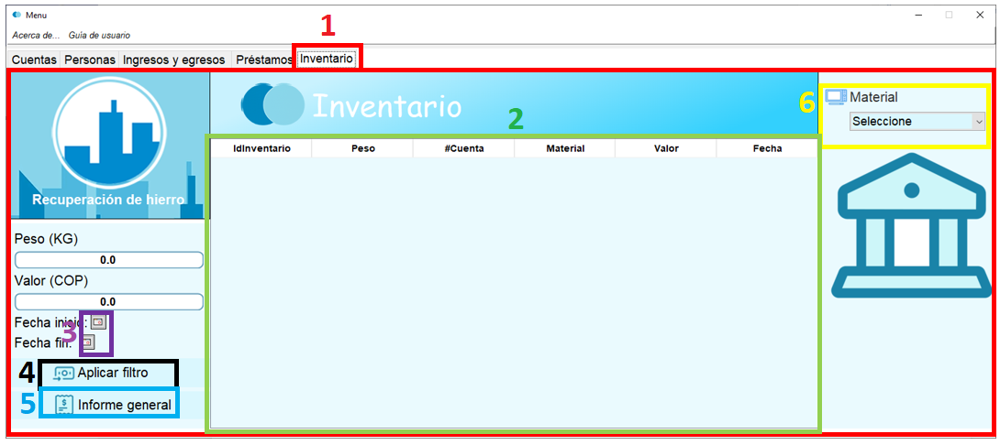 Menu
Acerca de... Guía de usuario
1
Cuentas Personas Ingresos y egresos Préstamos Inventario
Inventario
2
6
Material
Seleccione
IdInventario Peso #Cuenta Material Valor Fecha
Recuperación de hierro
Peso (KG)
0.0
Valor (COP)
0.0
Fecha inicio:
3
Fecha fin:
4
Aplicar filtro
5
Informe general